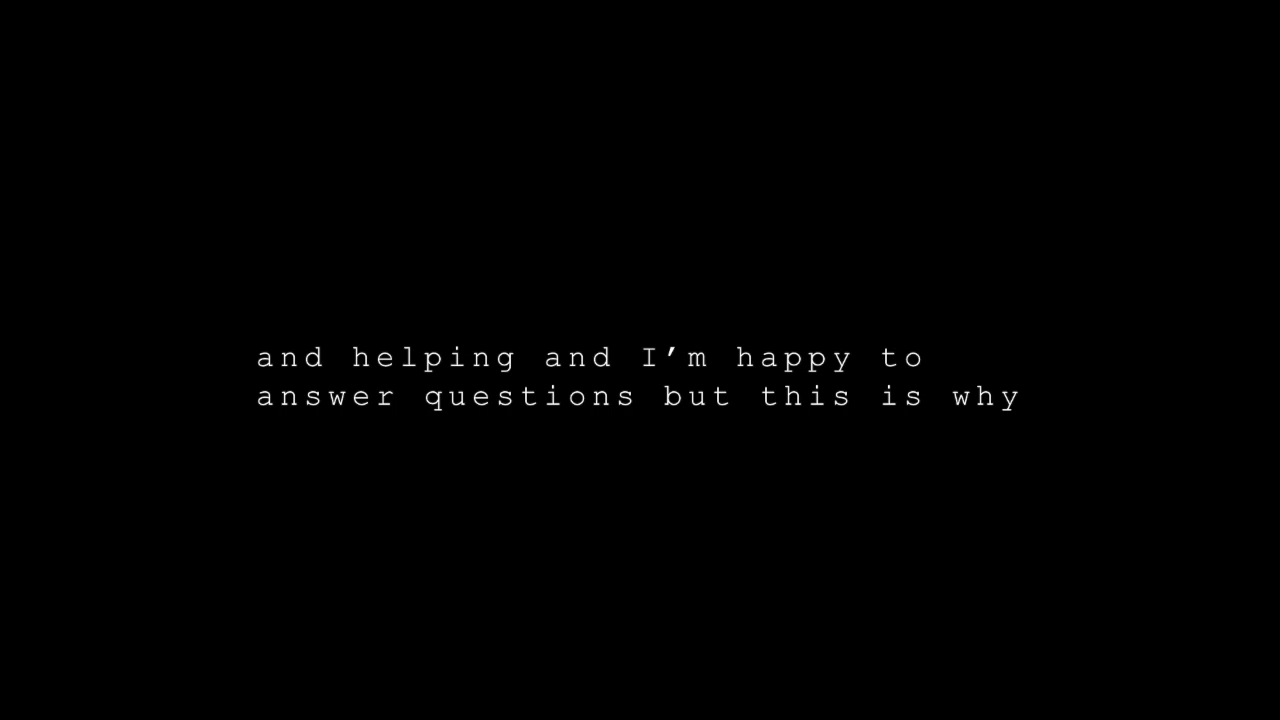 and helping and I’m happy to
answer questions but this is why